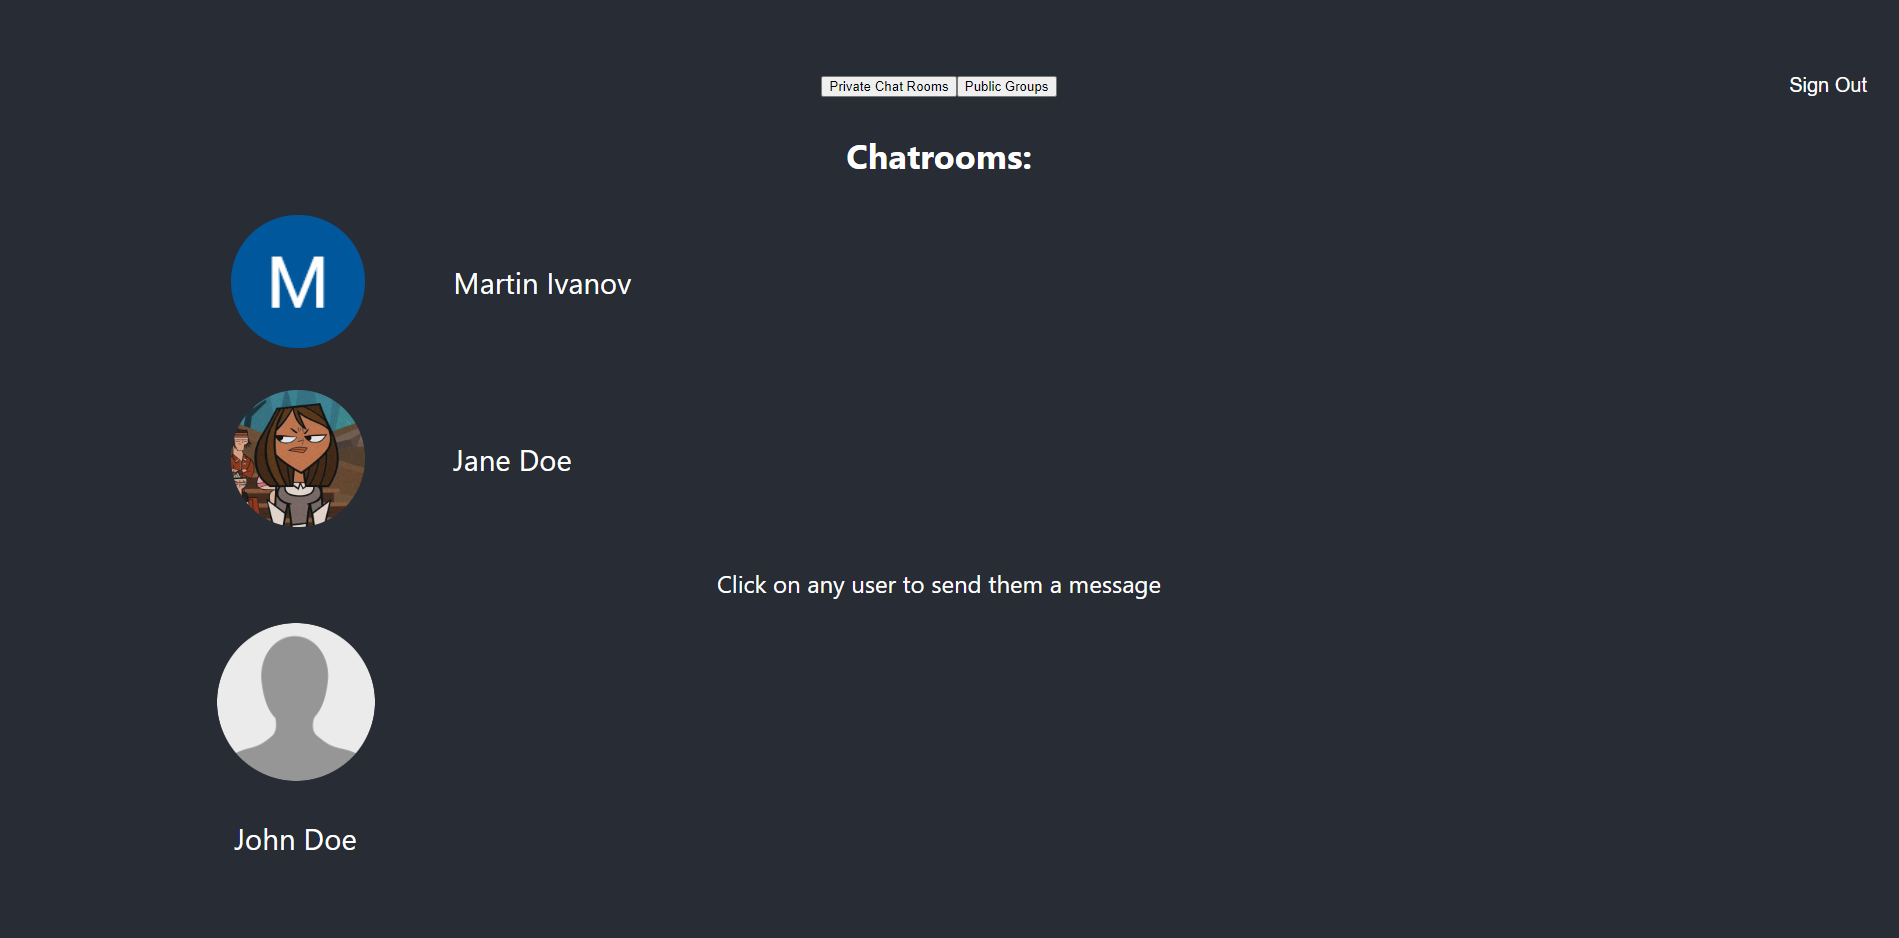 Private Chat Rooms Public Groups
Sign Out
Chatrooms:
M
Martin Ivanov
Jane Doe
Click on any user to send them a message
John Doe